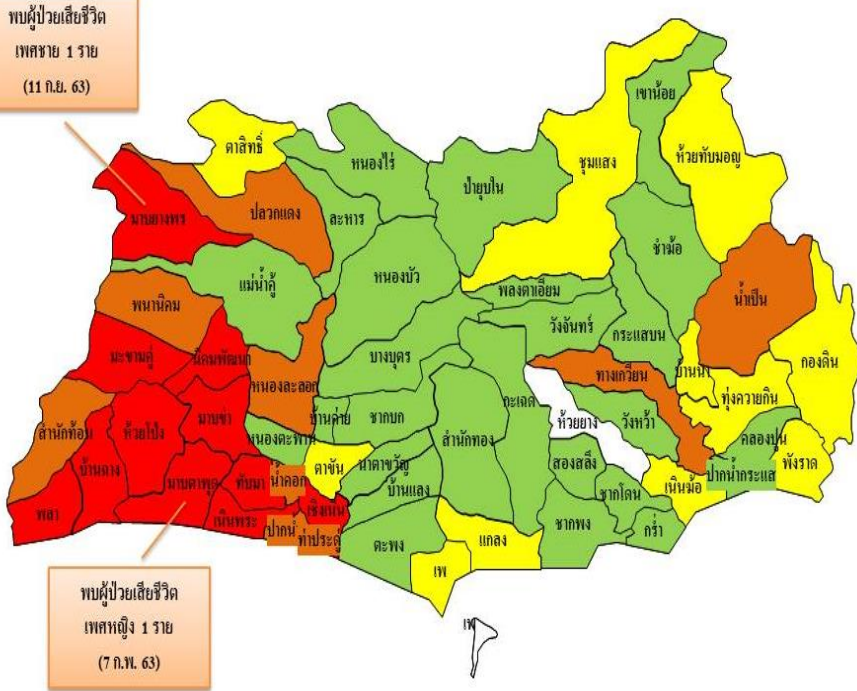 พบผู้ป่วยเสียชีวิต
เพศชาย 1 ราย
(11 ก.ย. 63)
เขาน้อย
ตาสิทธิ์
หนองไร่
ชุมแสง
ห้วยทับมอญ
ป่ายุบใน
มาบยางพร
ปลวกแดง
ละหาร
ชำฆ้อ
แม่น้ำคู้
หนองบัว
พลงตาเอี่ยม
น้ำเป็น
พนานิคม
วังจันทร์
กระแสบน
มะขามคู่
นิคมพัฒนา
บางบุตร
บ้านนา
กองดิน
หนองละลอก
ทางเกวียน
ทุ่งควายกิน
กะเฉด
มาบข่า
บ้านค่าย
ชากบก
ห้วยยาง
วังหว้า
สำนักท้อน
ห้วยโป่ง
หนองตะพาน
สำนักทอง
คลองปูน
บ้านฉาง
ตาขัน
นาตาขวัญ
สองสลึง
พังราด
มาบตาพุด
ทับมา
น้ำคอก
บ้านแลง
เนินฆ้อ
ปากน้ำกระแส
พลา
เนินพระ
เชิงเนิน
ชากโดน
ปากน้ำ
ท่าประดู่
ตะพง
แกลง
ชากพง
กร่ำ
เพ
เพ
พบผู้ป่วยเสียชีวิต
เพศหญิง 1 ราย
(7 ก.พ. 63)